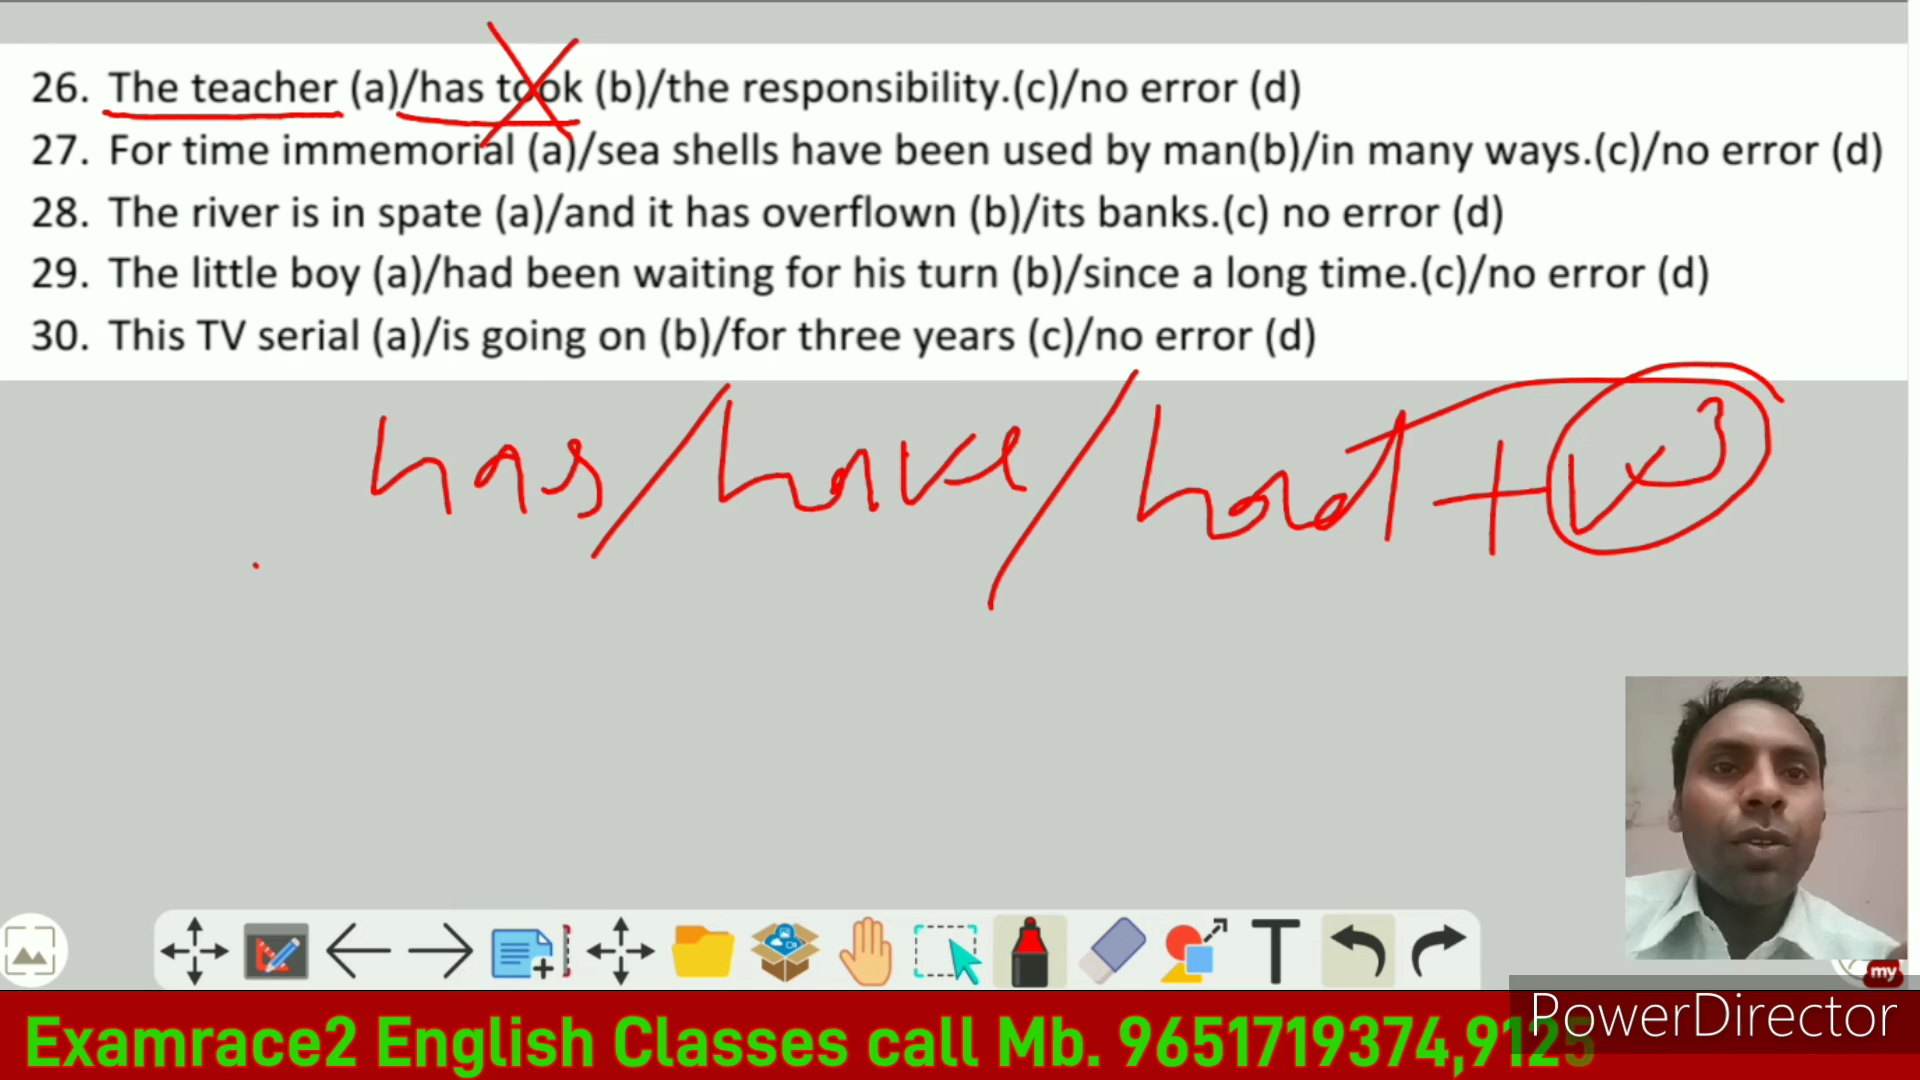 26. The teacher (a)/has took (b)/the responsibility.(c)/no error (d)
27. For time immemorial (a)/sea shells have been used by man(b)/in many ways.(c)/no error (d)
28. The river is in spate (a)/and it has overflown (b)/its banks.(c) no error (d)
29. The little boy (a)/had been waiting for his turn (b)/since a long time.(c)/no error (d)
30. This TV serial (a)/is going on (b)/for three years (c)/no error (d)
has/have/had + V3
T
my
PowerDirector
Examrace2 English Classes call Mb. 9651719374,9125